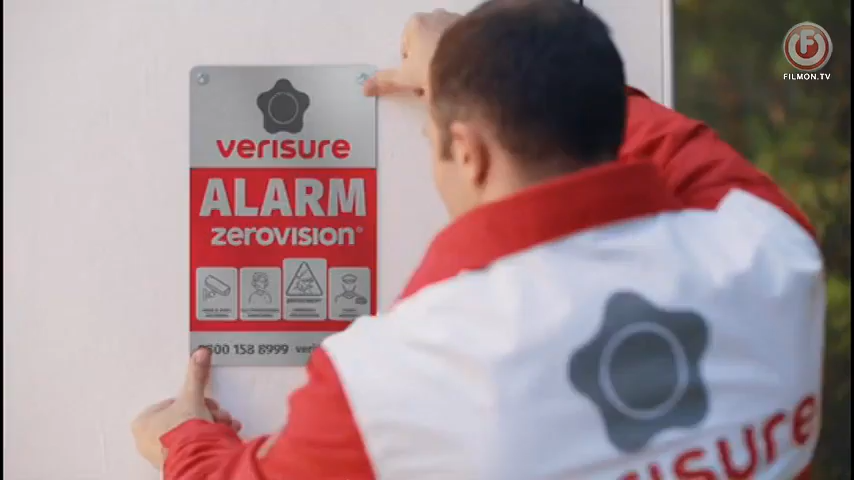 FILMON.TV
verisure
ALARM
zerovision®
0800 158 8999
verisure